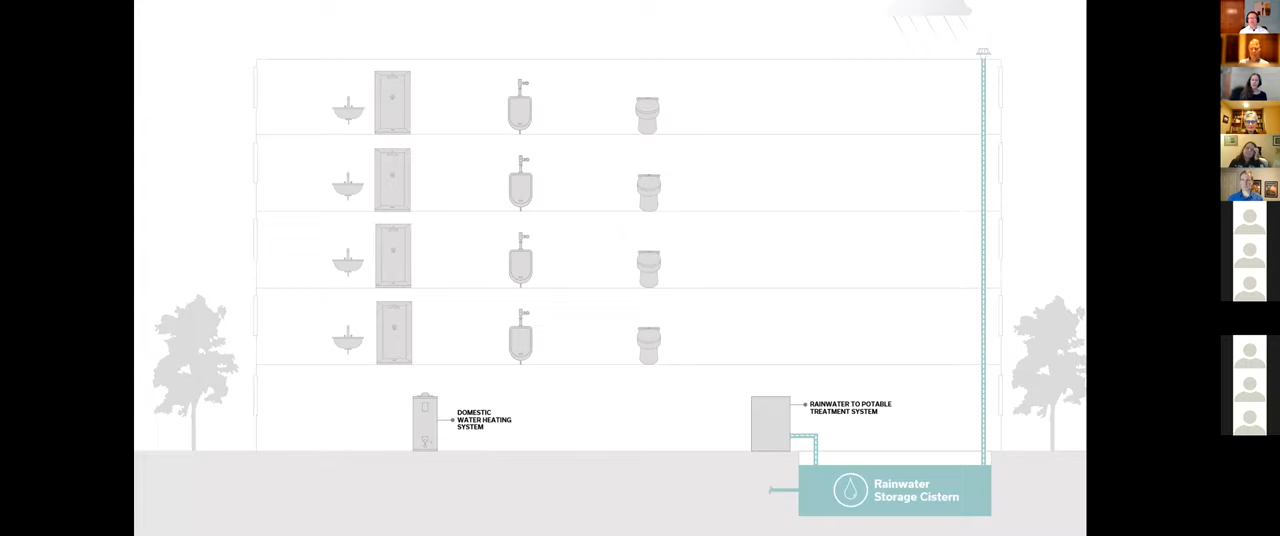 DOMESTIC
WATER HEATING
SYSTEM
RAINWATER TO POTABLE
TREATMENT SYSTEM
Rainwater
Storage Cistern